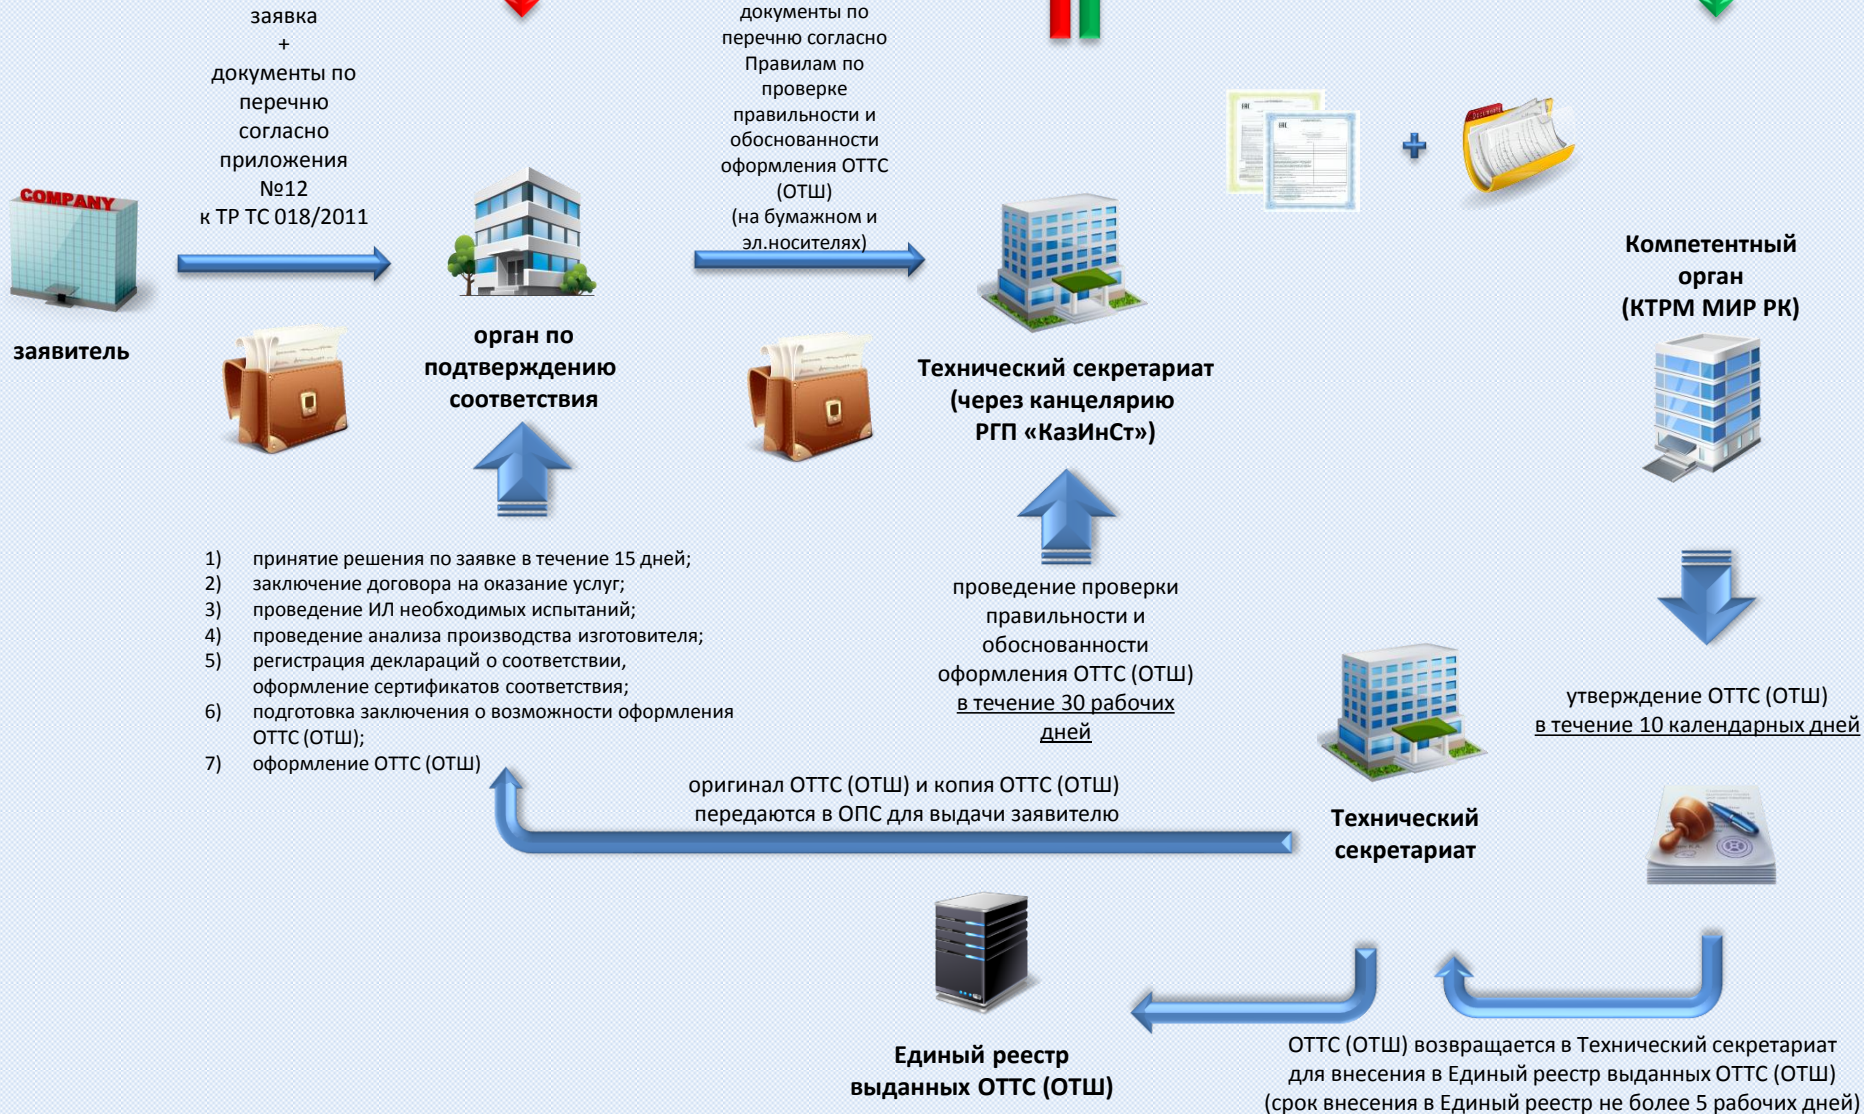 заявка
+
документы по
перечню
согласно
приложения
№12
к ТР ТС 018/2011
COMPANY
заявитель
орган по
подтверждению
соответствия
1) принятие решения по заявке в течение 15 дней;
2) заключение договора на оказание услуг;
3) проведение ИЛ необходимых испытаний;
4) проведение анализа производства изготовителя;
5) регистрация деклараций о соответствии,
оформление сертификатов соответствия;
6) подготовка заключения о возможности оформления
ОТТС (ОТШ);
7) оформление ОТТС (ОТШ)
документы по
перечню согласно
Правилам по
проверке
правильности и
обоснованности
оформления ОТТС
(ОТШ)
(на бумажном и
эл.носителях)
Технический секретариат
(через канцелярию
РГП «КазИнСт»)
проведение проверки
правильности и
обоснованности
оформления ОТТС (ОТШ)
в течение 30 рабочих
дней
Компетентный
орган
(КТРМ МИР РК)
утверждение ОТТС (ОТШ)
в течение 10 календарных дней
оригинал ОТТС (ОТШ) и копия ОТТС (ОТШ)
передаются в ОПС для выдачи заявителю
Технический
секретариат
Единый реестр
выданных ОТТС (ОТШ)
ОТТС (ОТШ) возвращается в Технический секретариат
для внесения в Единый реестр выданных ОТТС (ОТШ)
(срок внесения в Единый реестр не более 5 рабочих дней)